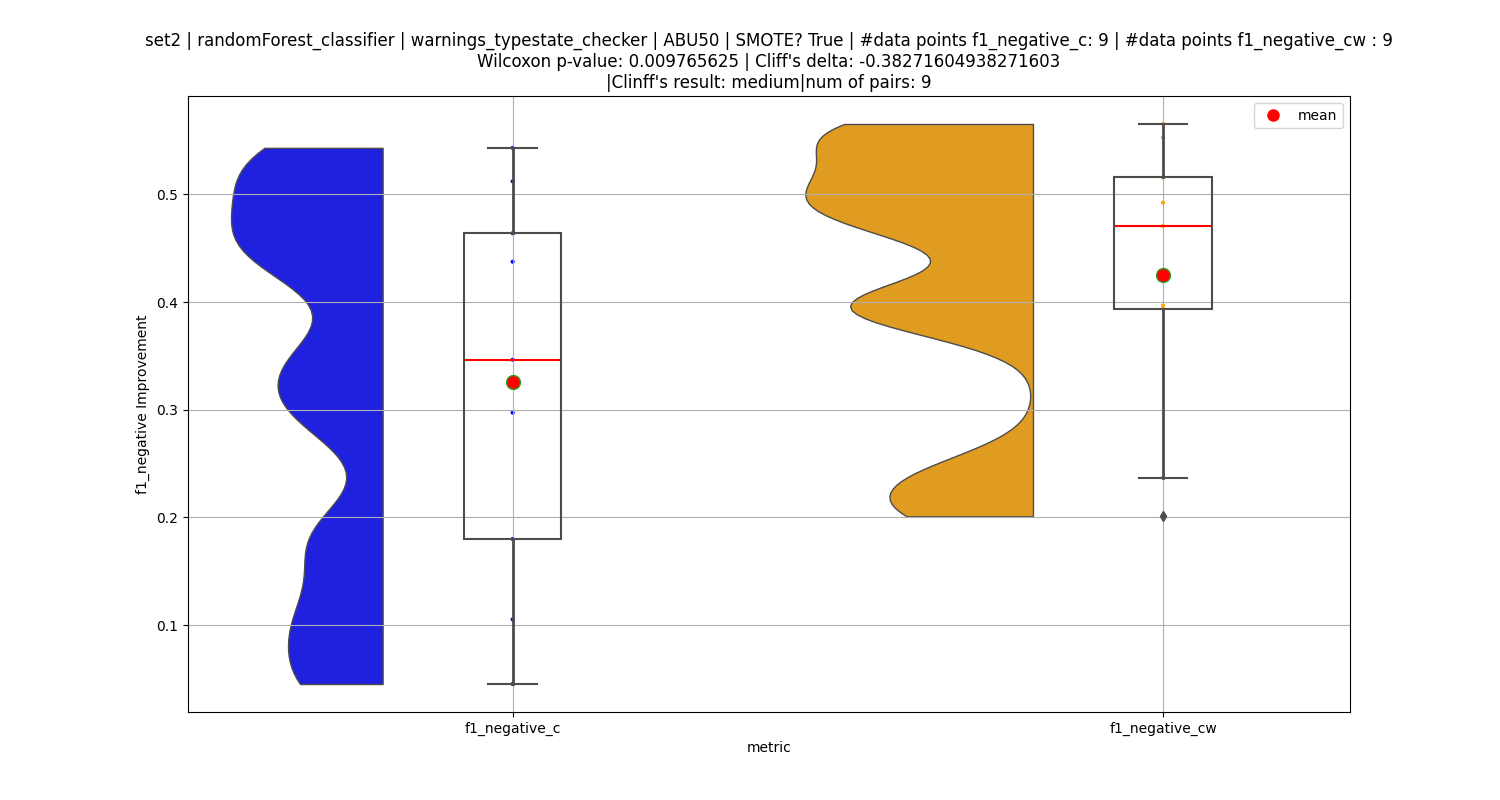 set2 | randomForest_classifier | warnings_typestate_checker | ABU50 | SMOTE? True | #data points f1_negative_c: 9 | #data points f1_negative_cw : 9
Wilcoxon p-value: 0.009765625 | Cliff's delta: -0.38271604938271603
|Clinff's result: medium|num of pairs: 9
mean
0.5
0.4
0.3
0.2
0.1
f1_negative Improvement
f1_negative_c
f1_negative_cw
metric